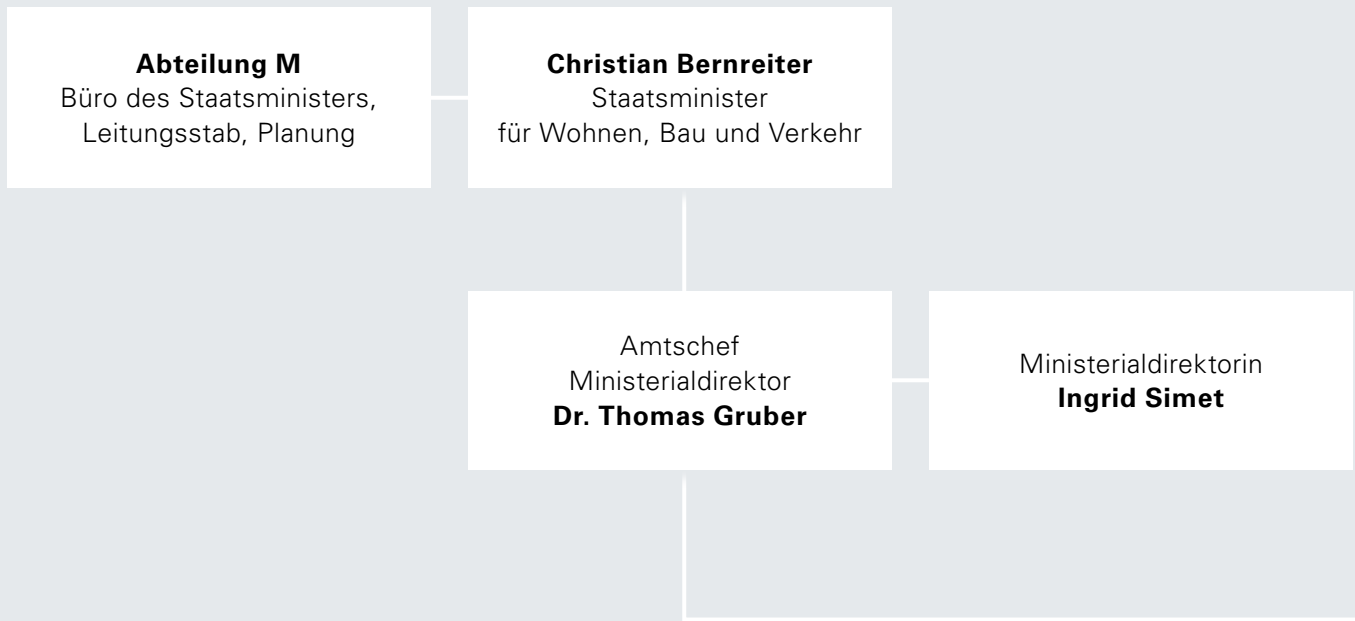 Abteilung M
Büro des Staatsministers,
Leitungsstab, Planung
Christian Bernreiter
Staatsminister
für Wohnen, Bau und Verkehr
Amtschef
Ministerialdirektor
Dr. Thomas Gruber
Ministerialdirektorin
Ingrid Simet